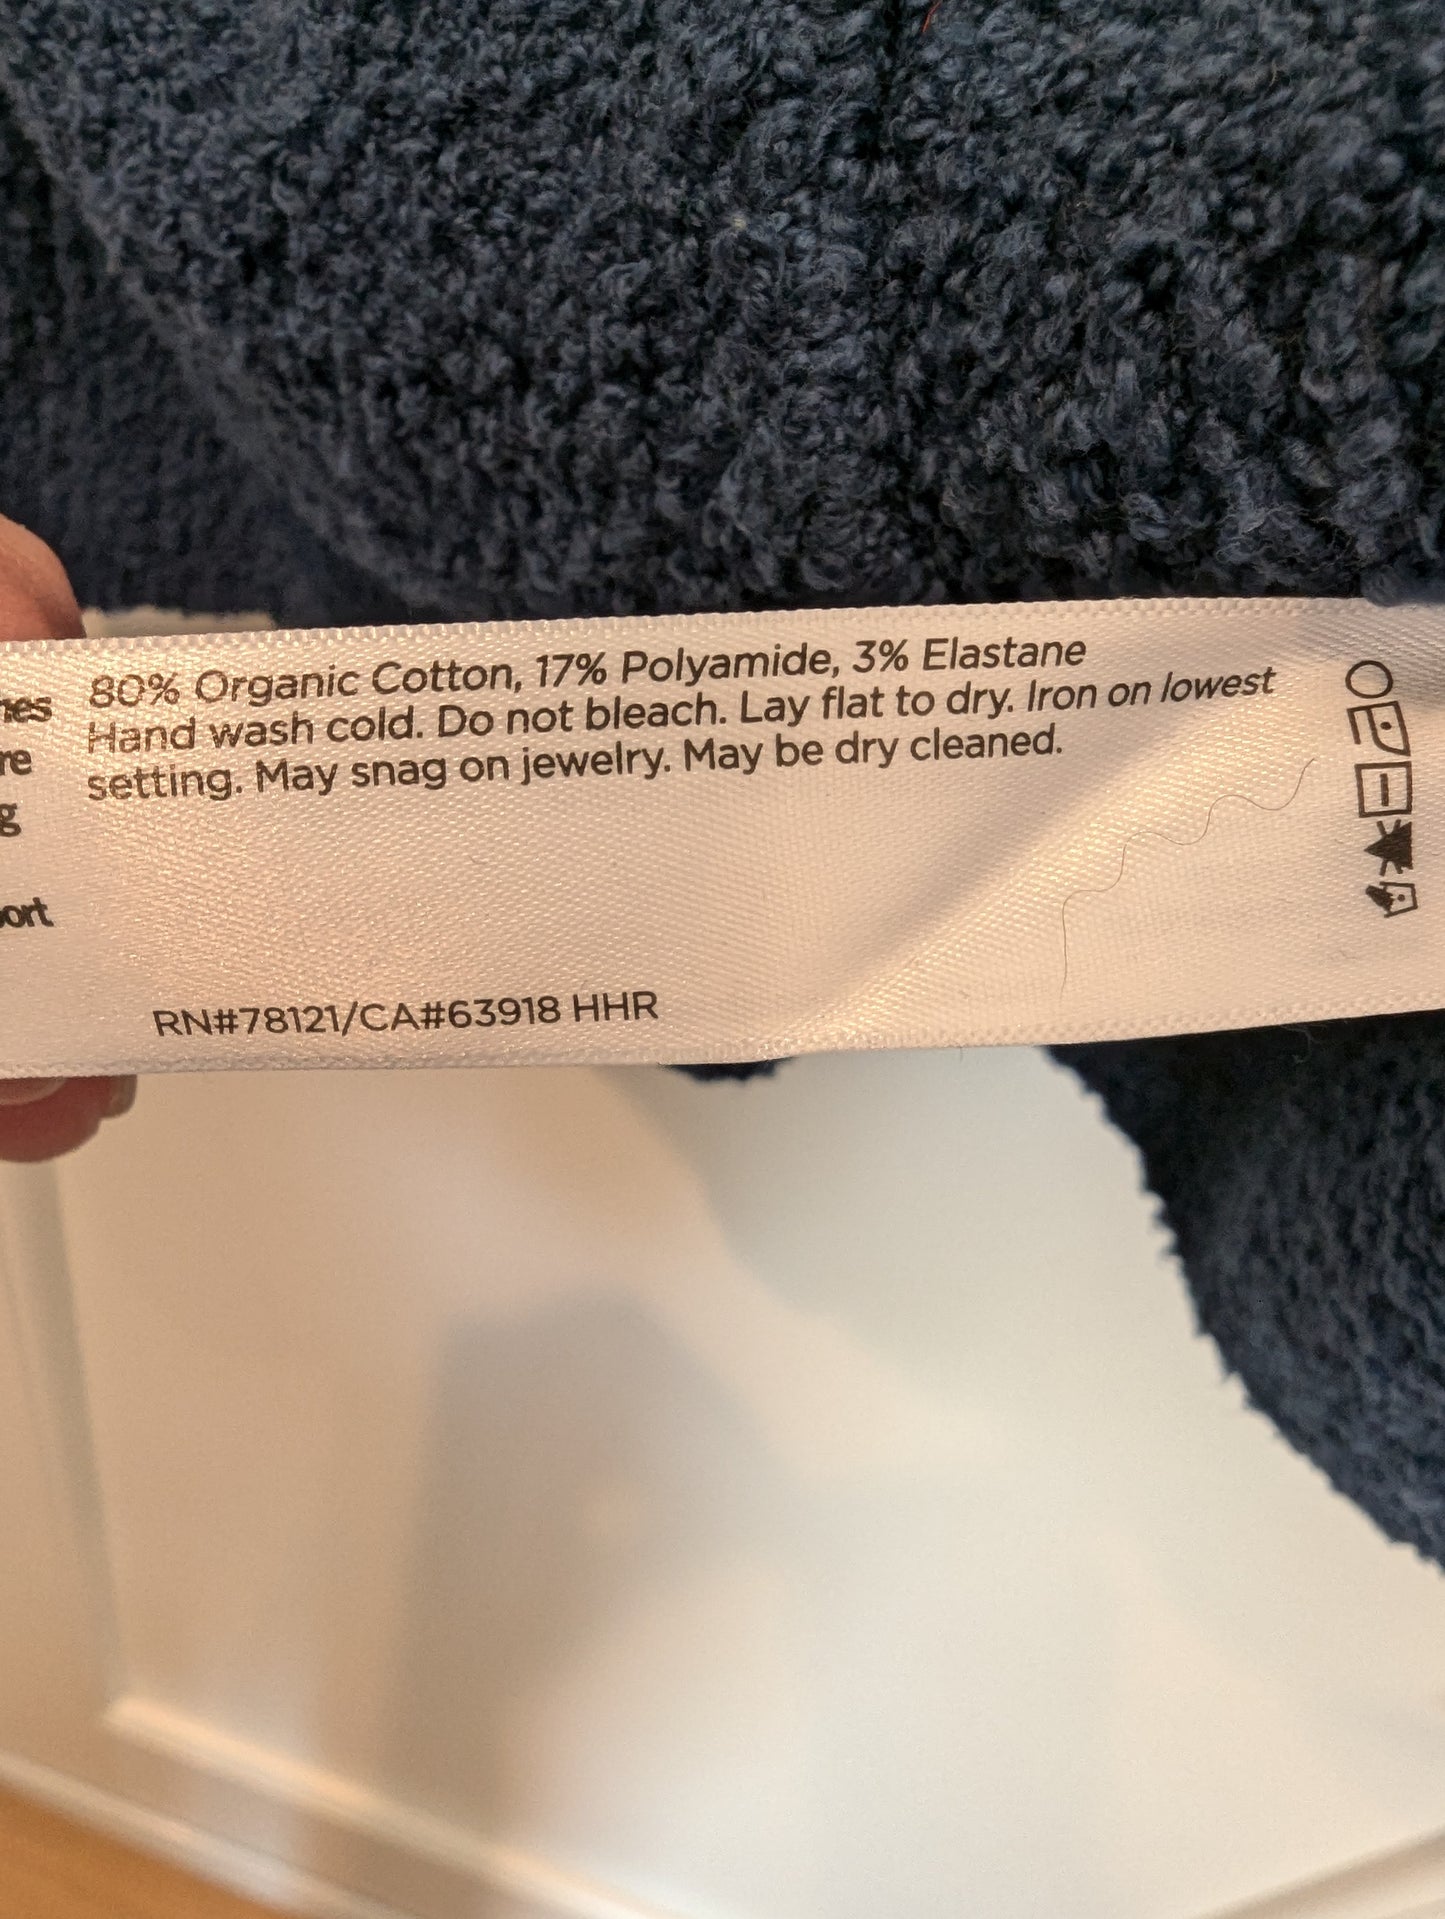 80% Organic Cotton, 17% Polyamide, 3% Elastane
Hand wash cold. Do not bleach. Lay flat to dry. Iron on lowest
setting. May snag on jewelry. May be dry cleaned.
RN#78121/CA#63918 HHR